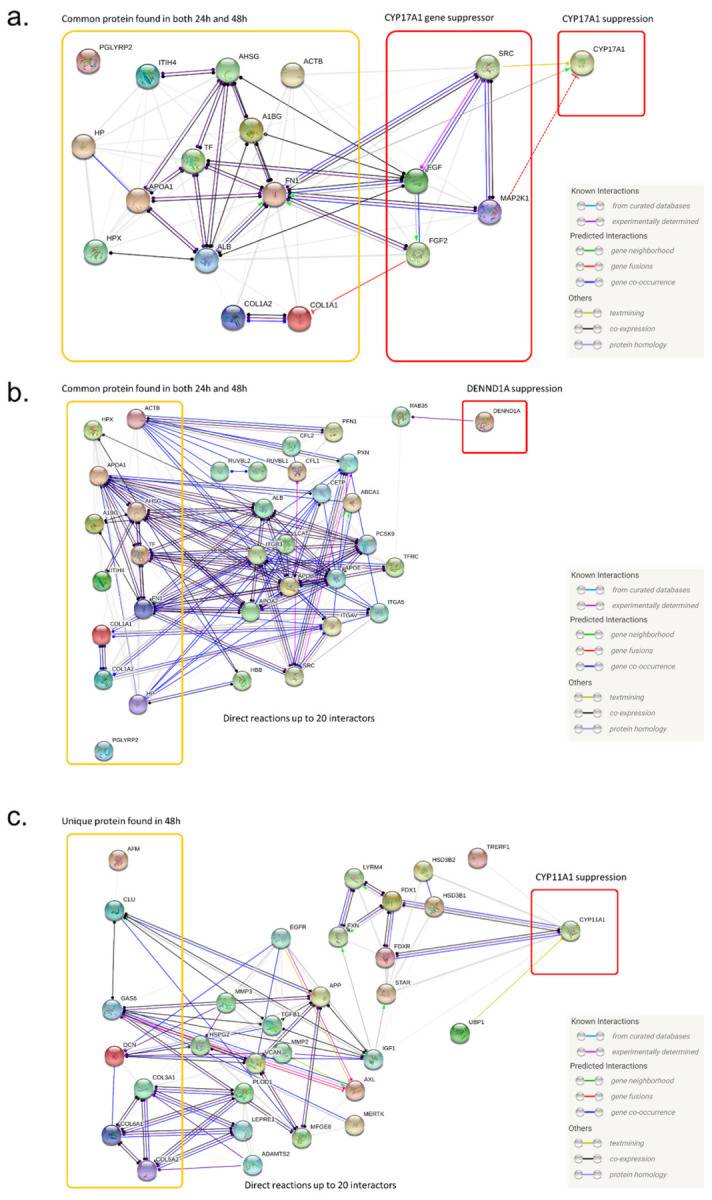 a.
Common protein found in both 24h and 48h
CYP17A1 gene suppressor
CYP17A1 suppression
PGLYRP2
ITIH4
AHSG
ACTB
SRC
CYP17A1
HP
A1BG
TF
EGF
APOA1
FN1
MAP2K1
HPX
ALB
FGF2
COL1A2
COL1A1
Known Interactions
from curated databases
experimentally determined
Predicted Interactions
gene neighborhood
gene fusions
gene co-occurrence
Others
textmining
co-expression
protein homology
b.
Common protein found in both 24h and 48h
DENND1A suppression
HPX
ACTB
RAB35
DENND1A
PFN1
CFL2
RUVBL2
RUVBL1
CFL1
PXN
APOA1
CETP
ABCA1
A1BG
AHSG
ALB
LCAT
PCSK9
TF
ITGB3
TFRC
ITIH4
APOB
APOE
FN1
APOA2
ITGA5
COL1A1
ITGAV
COL1A2
HBB
SRC
HP
PGLYRP2
Direct reactions up to 20 interactors
Known Interactions
from curated databases
experimentally determined
Predicted Interactions
gene neighborhood
gene fusions
gene co-occurrence
Others
textmining
co-expression
protein homology
c.
Unique protein found in 48h
CYP11A1 suppression
AFM
TRERF1
LYRM4
HSD3B2
CLU
FDX1
HSD3B1
CYP11A1
EGFR
FXN
FDXR
GAS6
MMP3
APP
STAR
TGFB1
UBP1
DCN
HSPG2
MMP2
IGF1
VCAN
COL3A1
PLOD1
AXL
COL6A1
LEPRE1
MFGE8
MERTK
COL5A2
ADAMTS2
Direct reactions up to 20 interactors
Known Interactions
from curated databases
experimentally determined
Predicted Interactions
gene neighborhood
gene fusions
gene co-occurrence
Others
textmining
co-expression
protein homology